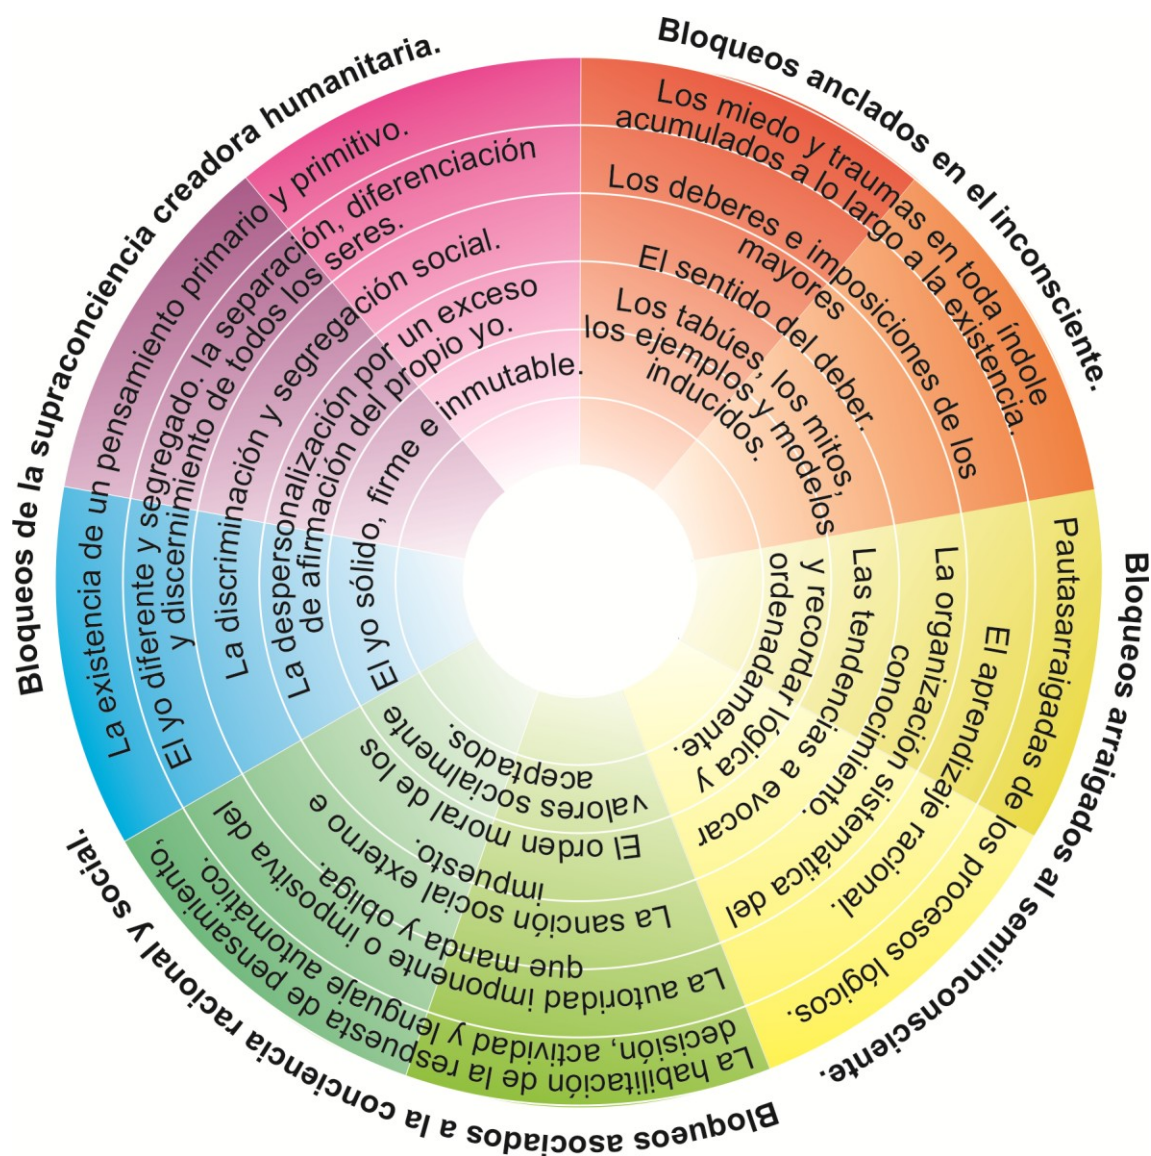 Bloqueos anclados en el inconsciente.
Los miedo y traumas en toda índole
acumulados a lo largo a la existencia.
Los deberes e imposiciones de los
mayores
El sentido del deber.
Los tabúes, los mitos,
los ejemplos y modelos
inducidos.
Bloqueos arraigados al semiinconsciente.
Pautasarraigadas de los procesos lógicos.
El aprendizaje racional.
La organización sistemática del
conocimiento.
Las tendencias a evocar
y recordar lógica y
ordenadamente.
Bloqueos asociados a la conciencia racional y social.
La habilitación de la respuesta de pensamiento,
decisión, actividad y lenguaje automático.
La autoridad imponente o impositiva del
que manda y obliga.
La sanción social externo e
impuesto.
El orden moral de los
valores socialmente
aceptados.
Bloqueos de la supraconciencia creadora humanitaria.
La existencia de un pensamiento primario y primitivo.
El yo diferente y segregado. la separación, diferenciación
y discernimiento de todos los seres.
La discriminación y segregación social.
La despersonalización por un exceso
de afirmación del propio yo.
El yo sólido, firme e inmutable.